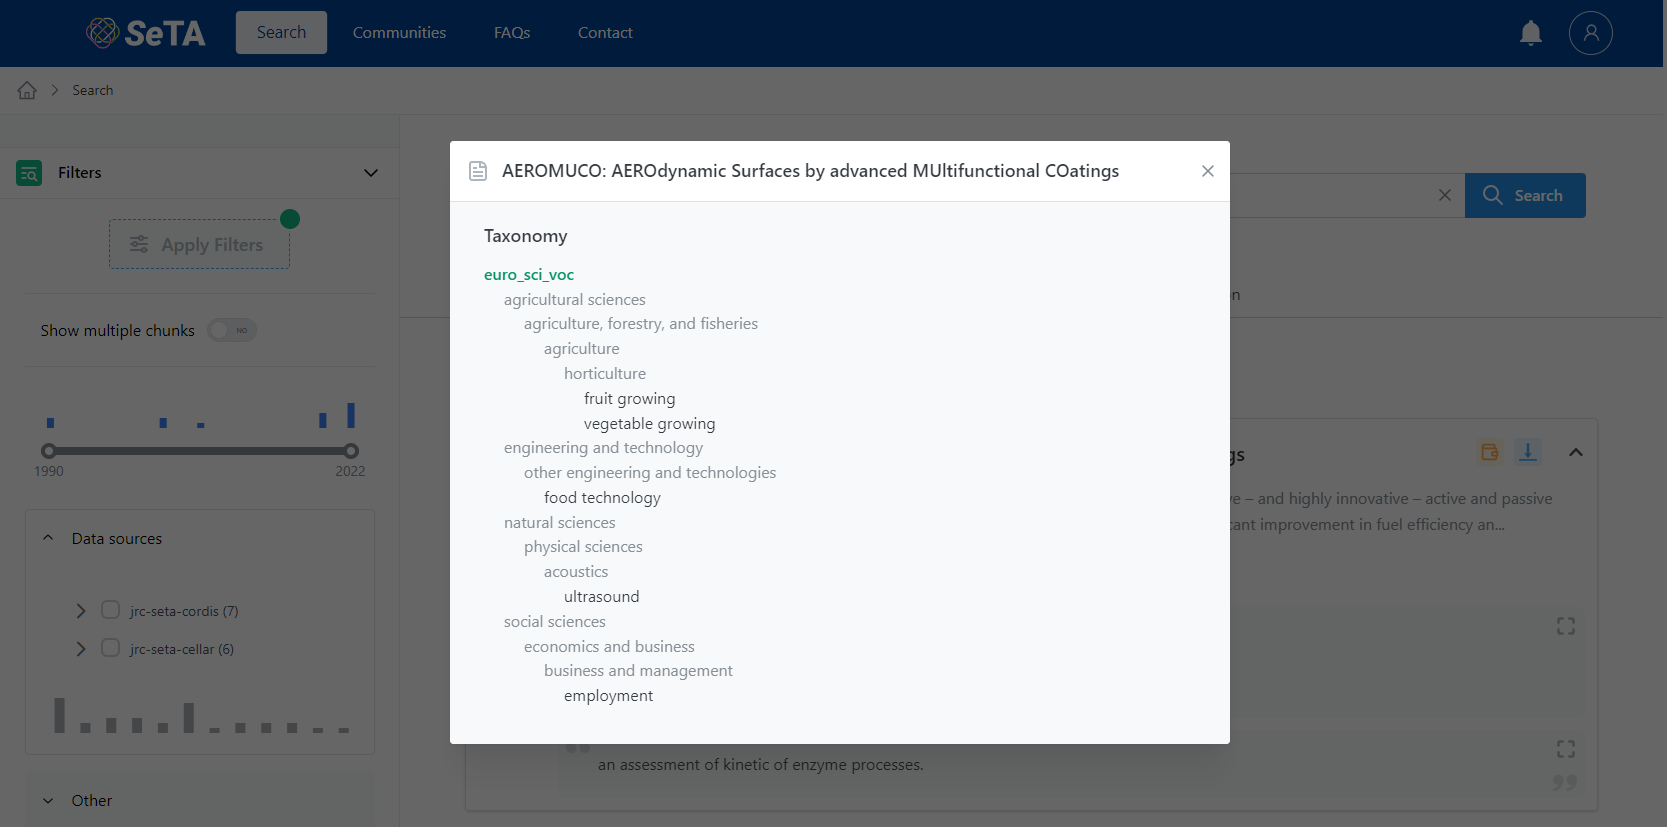 SeTA
Search
Communities
FAQs
Contact
Search
Filters
Apply Filters
Show multiple chunks
NO
1990
2022
Data sources
jrc-seta-cordis (7)
jrc-seta-cellar (6)
Other
AEROMUCO: AEROdynamic Surfaces by advanced MUltifunctional COatings
Taxonomy
euro_sci_voc
agricultural sciences
agriculture, forestry, and fisheries
agriculture
horticulture
fruit growing
vegetable growing
engineering and technology
other engineering and technologies
food technology
natural sciences
physical sciences
acoustics
ultrasound
social sciences
economics and business
business and management
employment
Search
– and highly innovative – active and passive
improvement in fuel efficiency an...
an assessment of kinetic of enzyme processes.